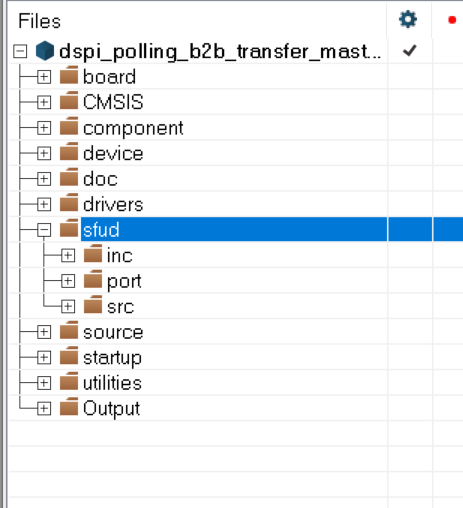 Files
dspi_polling_b2b_transfer_mast...
board
CMSIS
component
device
doc
drivers
sfud
inc
port
src
source
startup
utilities
Output